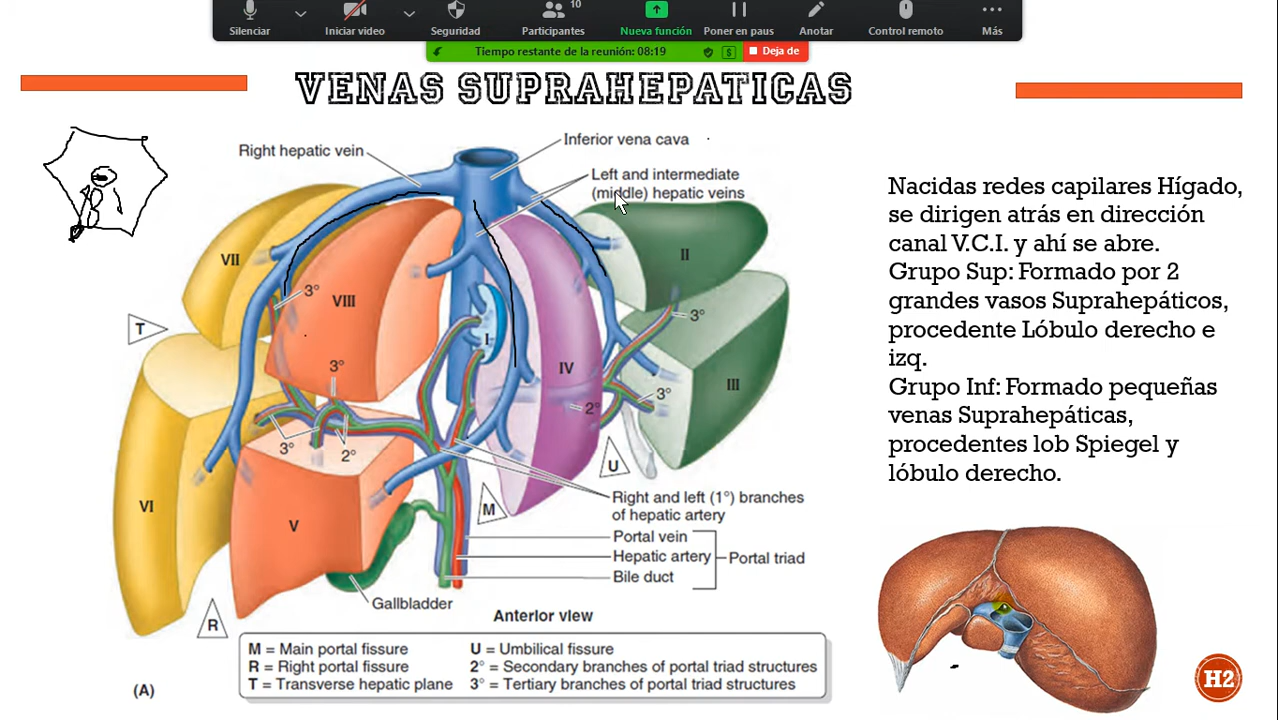 10
Silenciar
Iniciar video
Seguridad
Participantes
Nueva función
Poner en paus
Anotar
Control remoto
Más
Tiempo restante de la reunión: 08:19
$
Deja de
VENAS SUPRAHEPATICAS
Right hepatic vein
Inferior vena cava
Left and intermediate
(middle) hepatic veins
VII
VIII
II
3°
T
3°
I
3°
IV
III
3°
2°
3°
2°
U
VI
V
M
Right and left (1°) branches
of hepatic artery
Portal vein
Hepatic artery
Portal triad
Bile duct
Gallbladder
R
Anterior view
M = Main portal fissure
R = Right portal fissure
T = Transverse hepatic plane
U = Umbilical fissure
2° = Secondary branches of portal triad structures
3° = Tertiary branches of portal triad structures
(A)
Nacidas redes capilares Hígado,
se dirigen atrás en dirección
canal V.C.I. y ahí se abre.
Grupo Sup: Formado por 2
grandes vasos Suprahepáticos,
procedente Lóbulo derecho e
izq.
Grupo Inf: Formado pequeñas
venas Suprahepáticas,
procedentes lob Spiegel y
lóbulo derecho.
H2